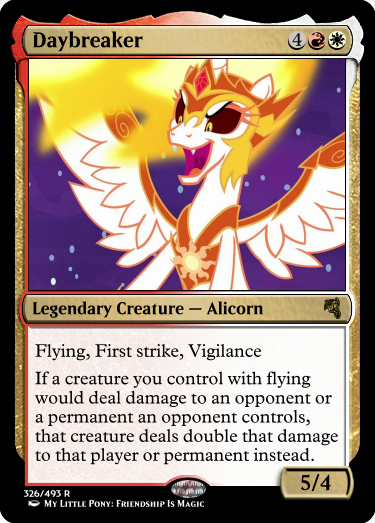 Daybreaker 4
Legendary Creature — Alicorn
Flying, First strike, Vigilance
If a creature you control with flying
would deal damage to an opponent or
a permanent an opponent controls,
that creature deals double that damage
to that player or permanent instead.
5/4
326/493 R
My Little Pony: Friendship Is Magic